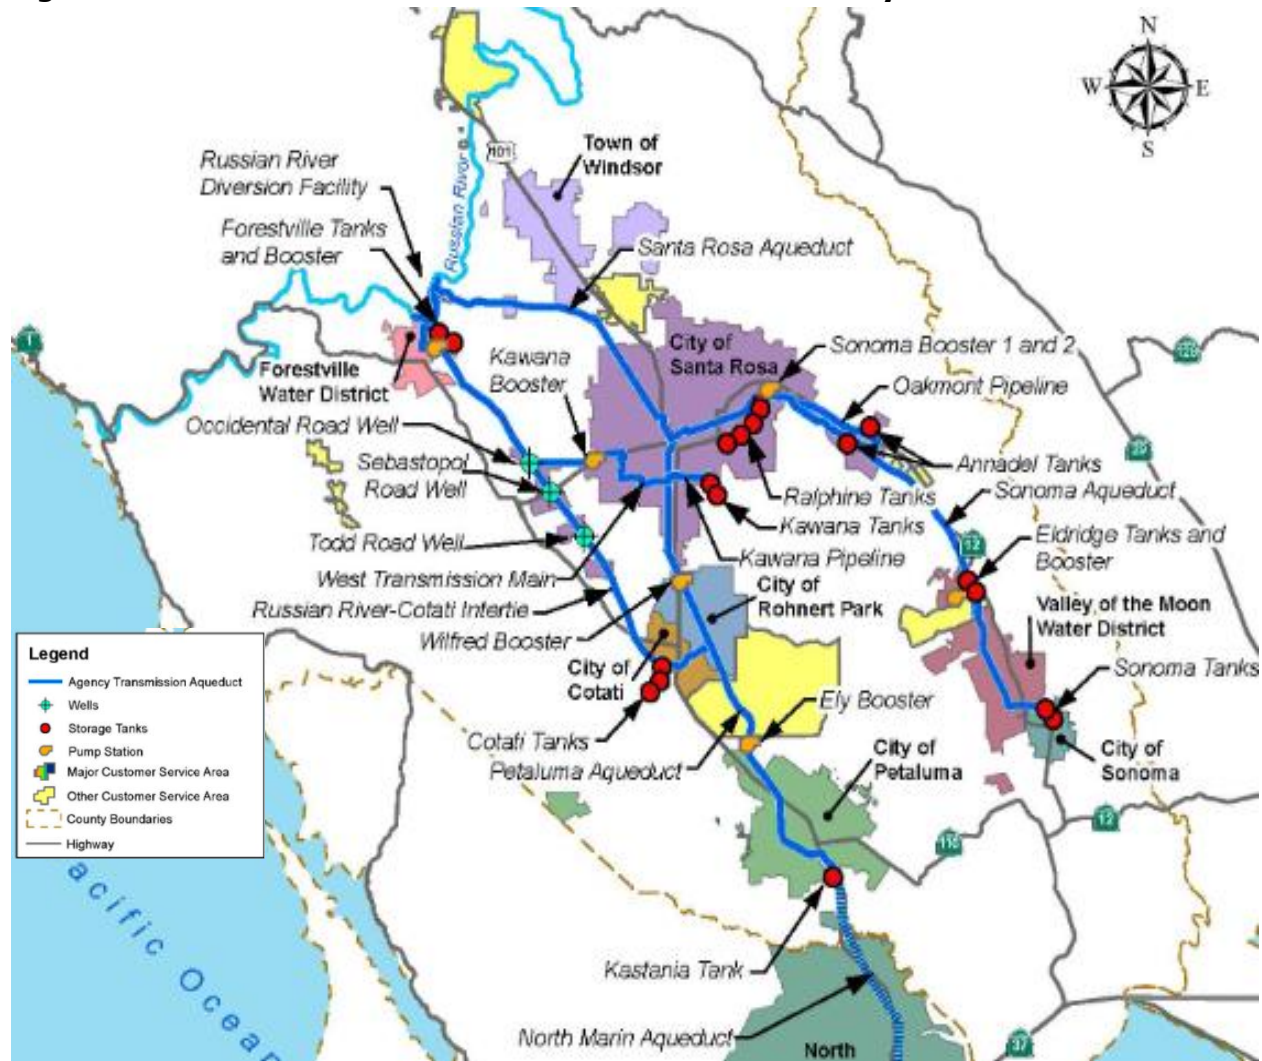 N
W
E
S
Town of
Windsor
101
Russian River
Diversion Facility
Russian River
Forestville Tanks
and Booster
Santa Rosa Aqueduct
1
City of
Santa Rosa
Sonoma Booster 1 and 2
Kawana
Booster
Forestville
Water District
Oakmont Pipeline
Occidental Road Well
Sebastopol
Road Well
Annadel Tanks
29
Ralphine Tanks
Sonoma Aqueduct
Kawana Tanks
Todd Road Well
Kawana Pipeline
12
Eldridge Tanks and
Booster
West Transmission Main
City of
Rohnert Park
Russian River-Cotati Intertie
Valley of the Moon
Water District
Wilfred Booster
City of
Cotati
Sonoma Tanks
Ely Booster
Cotati Tanks
Petaluma Aqueduct
City of
Petaluma
City of
Sonoma
12
116
Legend
Agency Transmission Aqueduct
Wells
Storage Tanks
Pump Station
Major Customer Service Area
Other Customer Service Area
County Boundaries
Highway
acific Ocean
Kastania Tank
North Marin Aqueduct
North
37